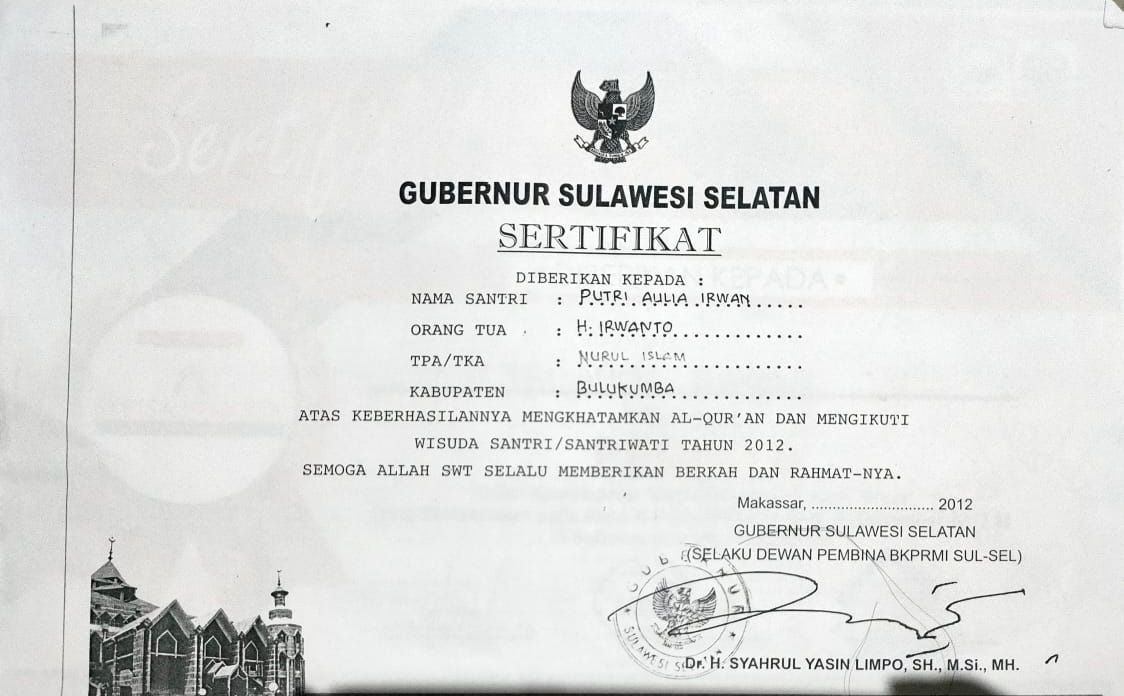 GUBERNUR SULAWESI SELATAN
SERTIFIKAT
DIBERIKAN KEPADA :
NAMA SANTRI : PUTRI AULIA IRWAN
ORANG TUA : H. IRWANTO
TPA/TKA : NURUL ISLAM
KABUPATEN : BULUKUMBA
ATAS KEBERHASILANNYA MENGKHATAMKAN AL-QUR'AN DAN MENGIKUTI
WISUDA SANTRI/SANTRIWATI TAHUN 2012.
SEMOGA ALLAH SWT SELALU MEMBERIKAN BERKAH DAN RAHMAT-NYA.
Makassar, ............................. 2012
GUBERNUR SULAWESI SELATAN
(SELAKU DEWAN PEMBINA BKPRMI SUL-SEL)
GUBERNUR
SULAWESI
Dr. H. SYAHRUL YASIN LIMPO, SH., M.Si., MH.